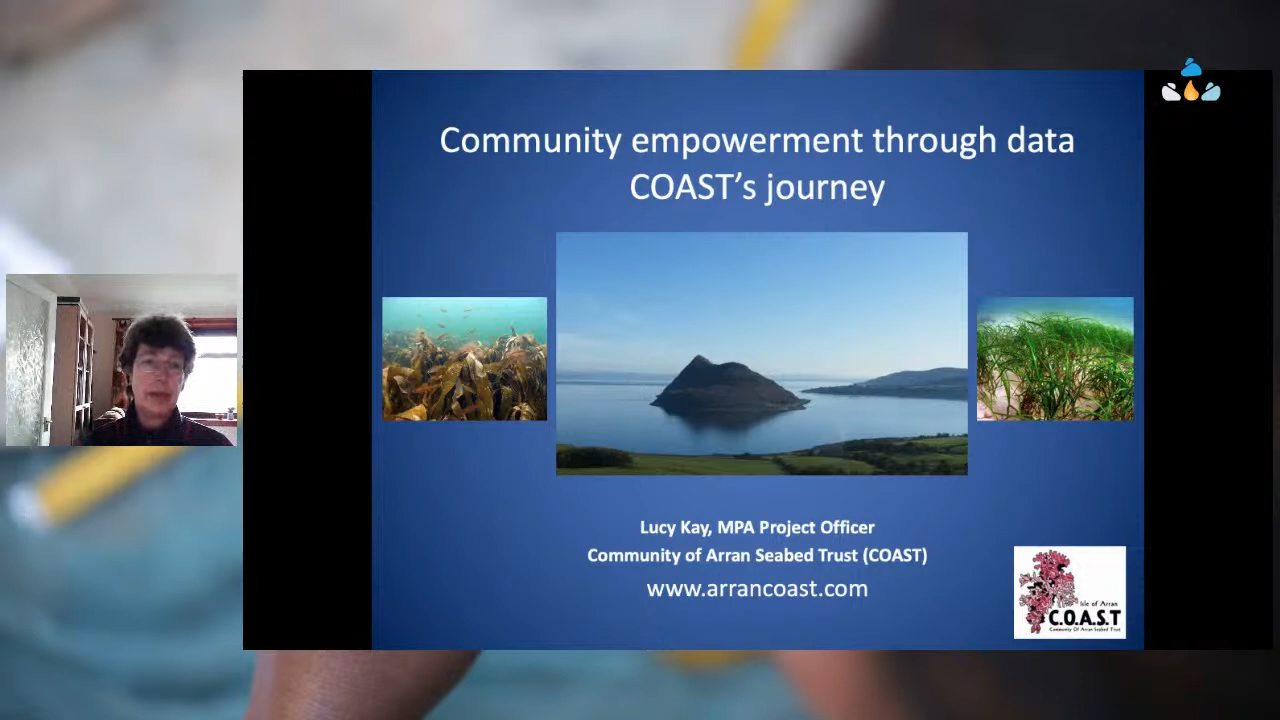 Community empowerment through data
COAST's journey
Lucy Kay, MPA Project Officer
Community of Arran Seabed Trust (COAST)
www.arrancoast.com
Isle of Arran
C.O.A.S.T
Community Of Arran Seabed Trust